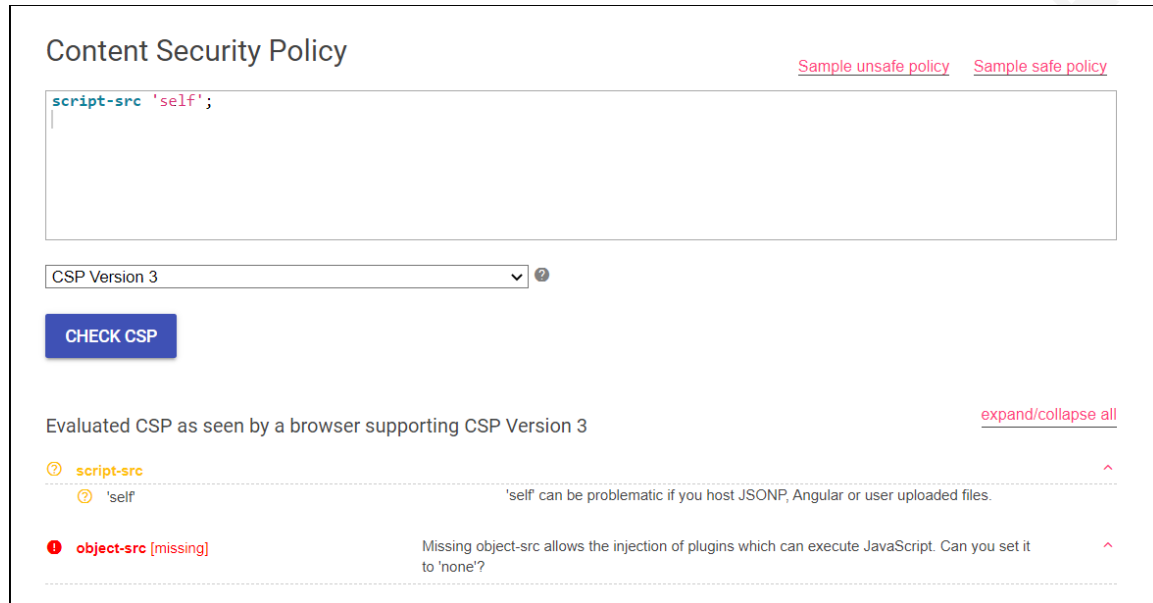 Content Security Policy
Sample unsafe policy Sample safe policy
script-src 'self';
CSP Version 3
CHECK CSP
Evaluated CSP as seen by a browser supporting CSP Version 3
expand/collapse all
script-src
'self' 'self' can be problematic if you host JSONP, Angular or user uploaded files.
object-src [missing] Missing object-src allows the injection of plugins which can execute JavaScript. Can you set it
to 'none'?